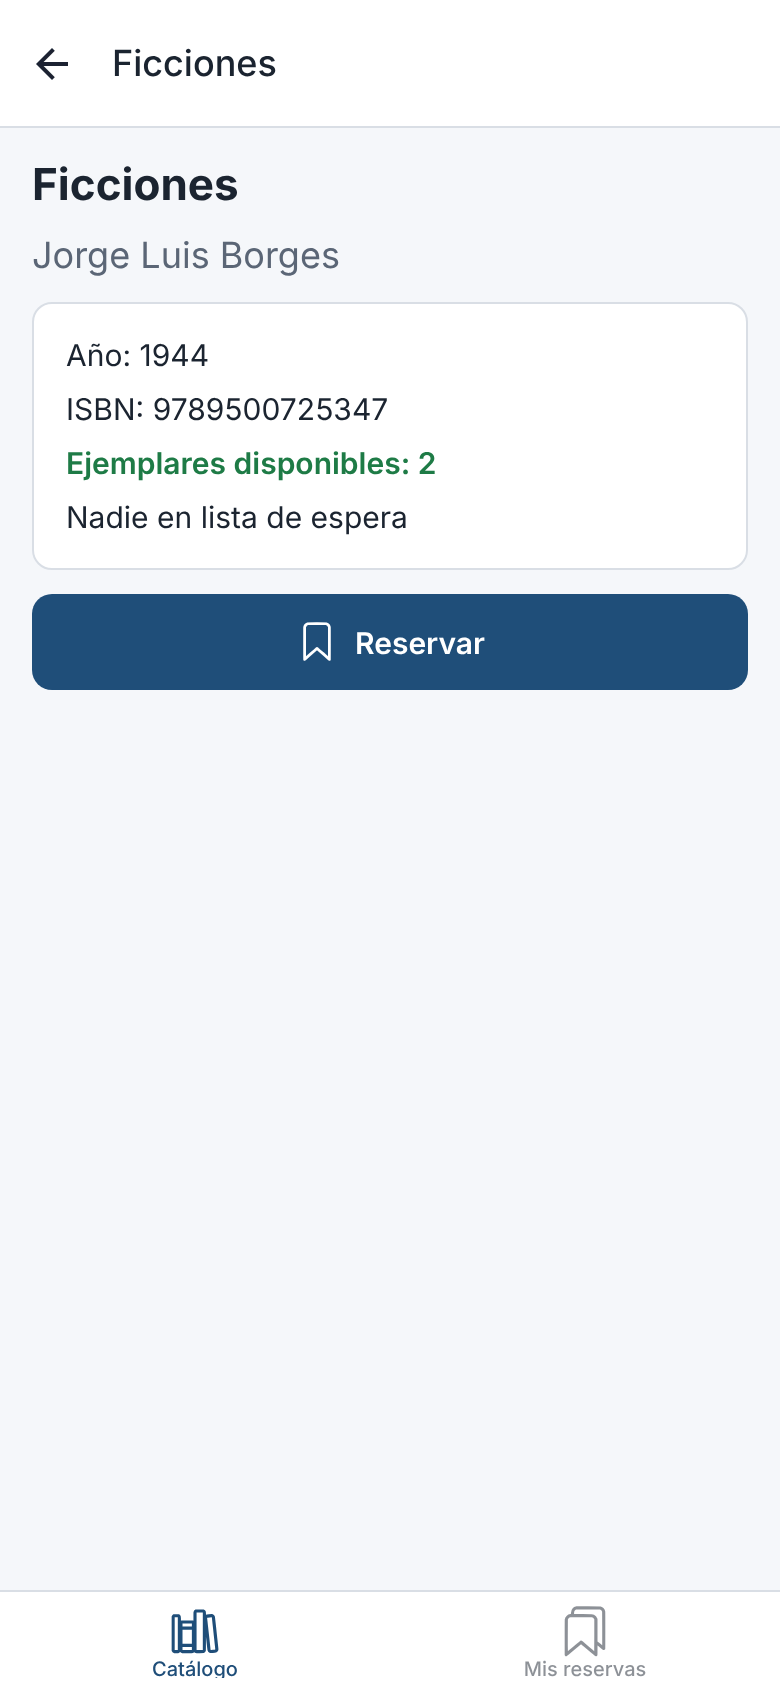 Ficciones
Ficciones
Jorge Luis Borges
Año: 1944
ISBN: 9789500725347
Ejemplares disponibles: 2
Nadie en lista de espera
Reservar
Catálogo
Mis reservas